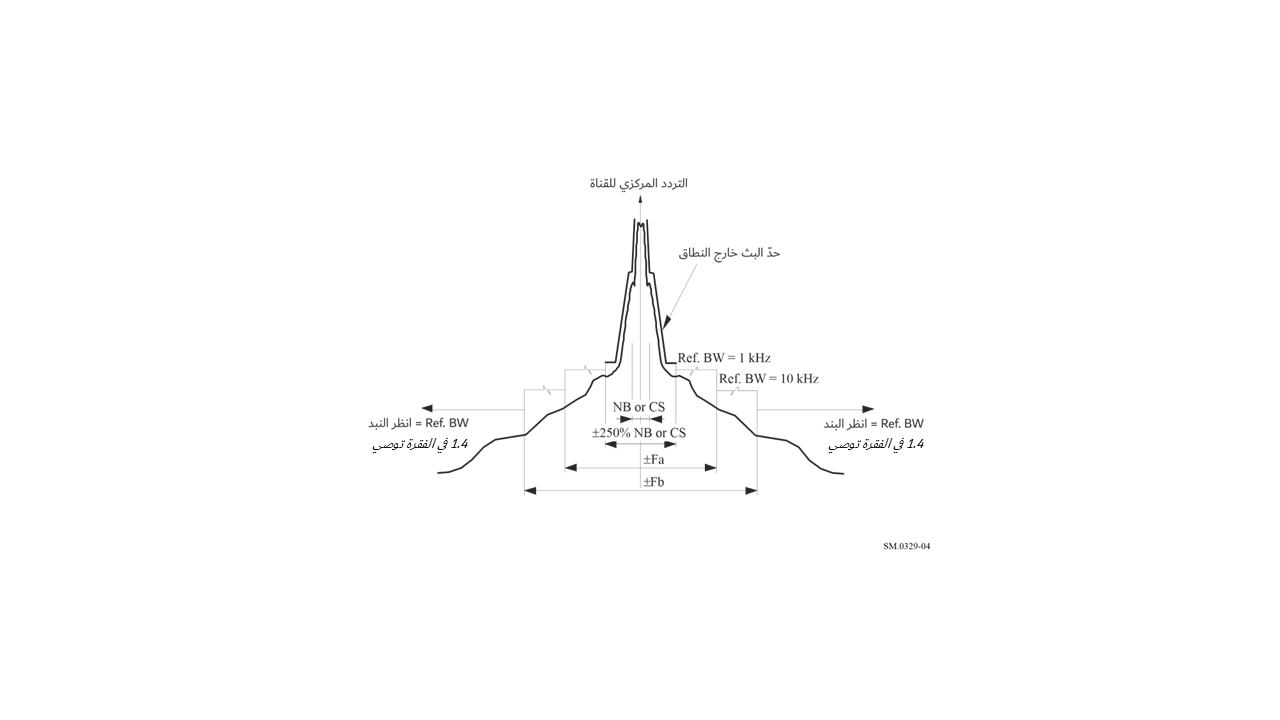 التردد المركزي للقناة
حدّ البث خارج النطاق
Ref. BW = 1 kHz
Ref. BW = 10 kHz
NB or CS
Ref. BW = انظر النبد
1.4 في الفقرة توصي
Ref. BW = انظر البند
1.4 في الفقرة توصي
±250% NB or CS
±Fa
±Fb
SM.0329-04